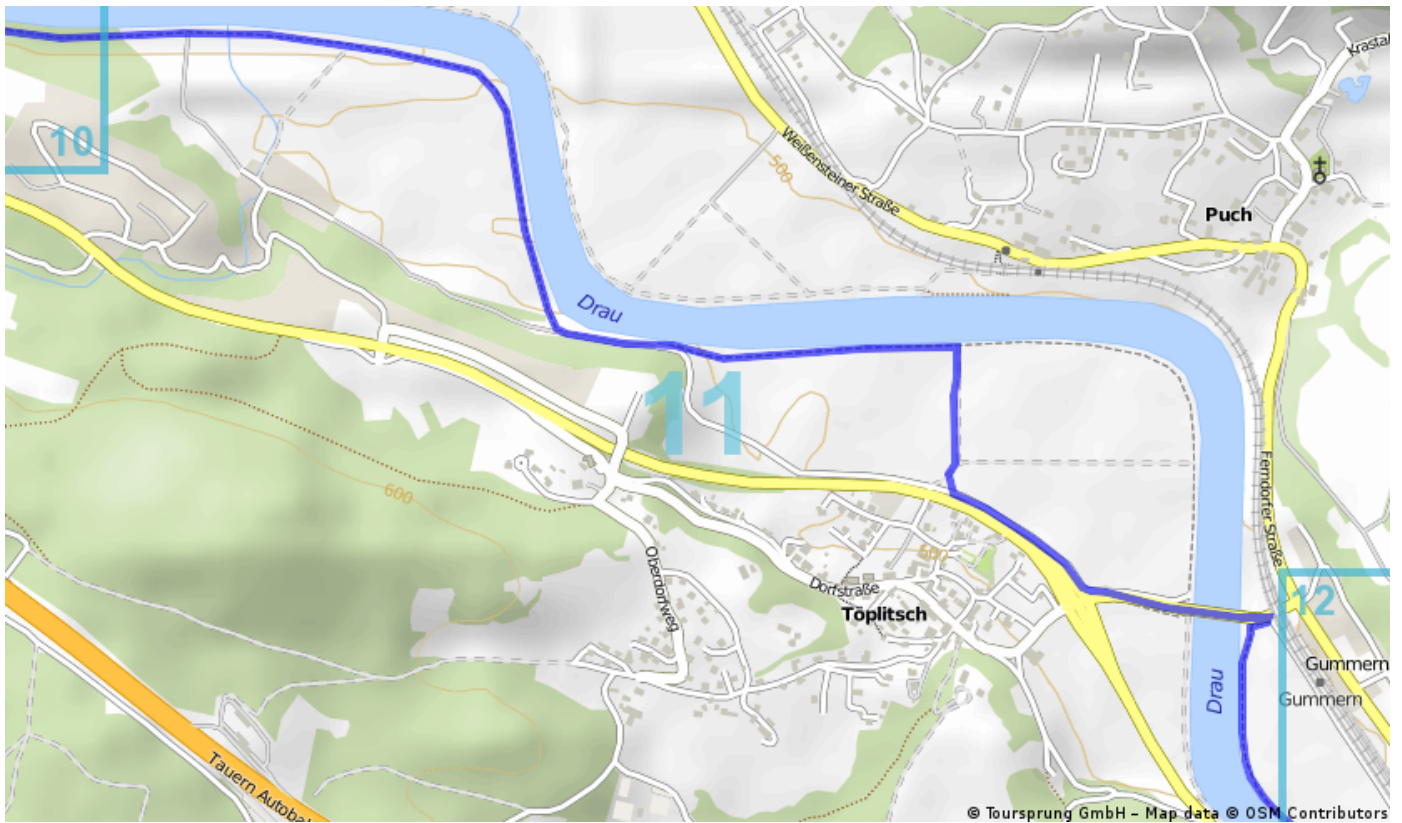 Krastal
10
Weißensteiner Straße
500
Puch
Drau
11
600
Ferndorfer Straße
500
Oberdorfweg
Dorfstraße
Töplitsch
12
Gummern
Drau
Gummern
Tauern Autobah
© Toursprung GmbH – Map data © OSM Contributors